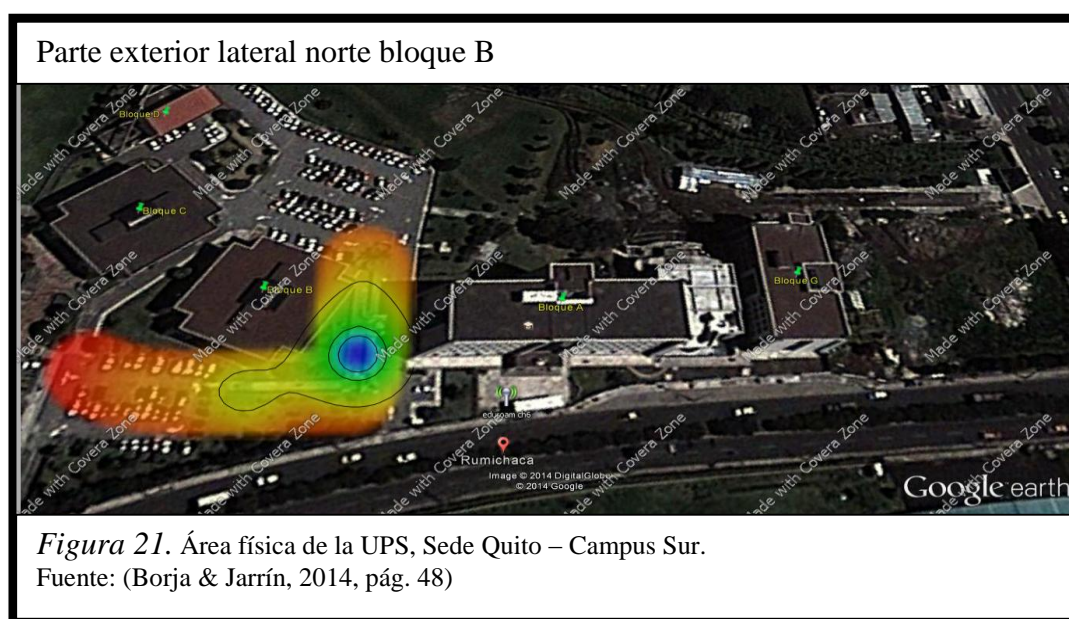 Parte exterior lateral norte bloque B
Made with Covera Zone
Bloque D
Bloque C
Bloque B
Bloque A
Bloque G
eduroam ch6
Rumichaca
Image © 2014 DigitalGlobe
© 2014 Google
Google earth
Figura 21. Área física de la UPS, Sede Quito – Campus Sur.
Fuente: (Borja & Jarrín, 2014, pág. 48)